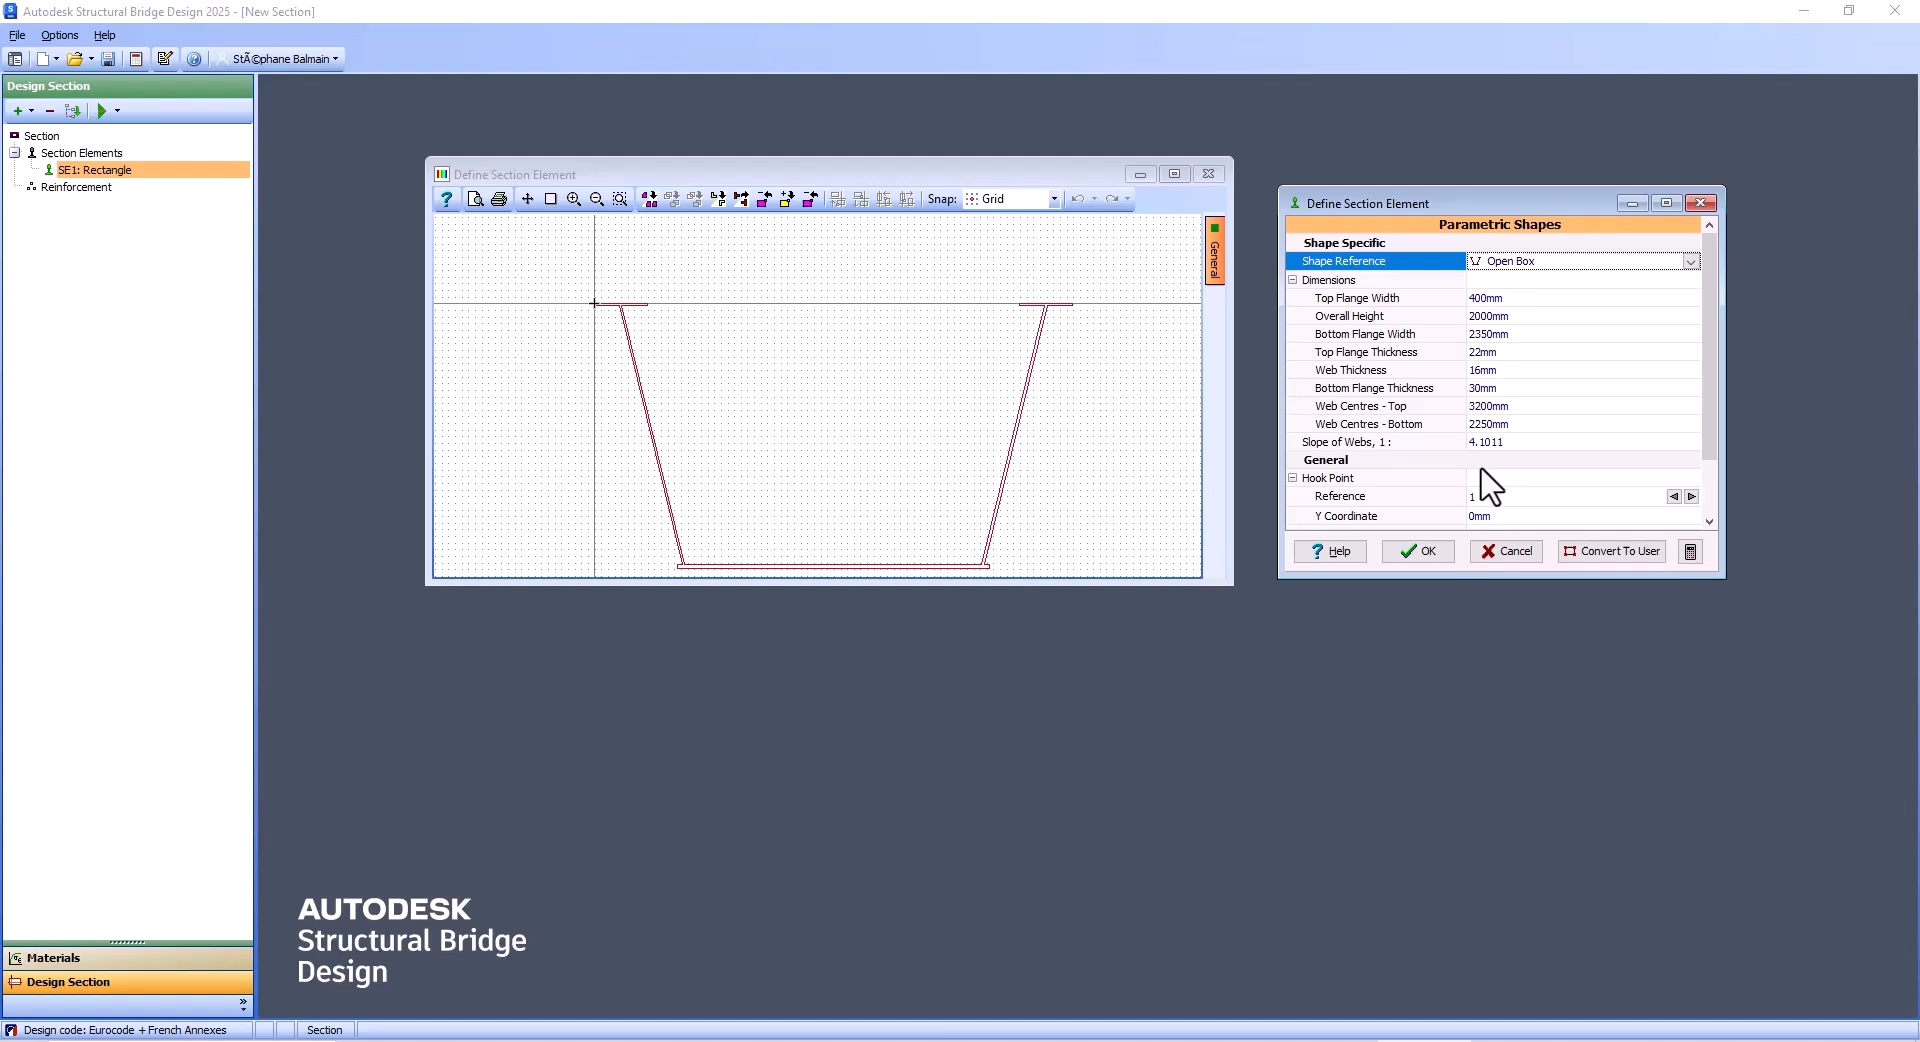 Autodesk Structural Bridge Design 2025 - [New Section]
File Options Help
StÃ©phane Balmain
Design Section
Section
Section Elements
SE1: Rectangle
Reinforcement
Define Section Element
Snap: Grid
General
Define Section Element
Parametric Shapes
Shape Specific
Shape Reference Open Box
Dimensions
Top Flange Width 400mm
Overall Height 2000mm
Bottom Flange Width 2350mm
Top Flange Thickness 22mm
Web Thickness 16mm
Bottom Flange Thickness 30mm
Web Centres - Top 3200mm
Web Centres - Bottom 2250mm
Slope of Webs, 1 : 4.1011
General
Hook Point
Reference 1
Y Coordinate 0mm
Help OK Cancel Convert To User
AUTODESK
Structural Bridge
Design
Materials
Design Section
Design code: Eurocode + French Annexes Section